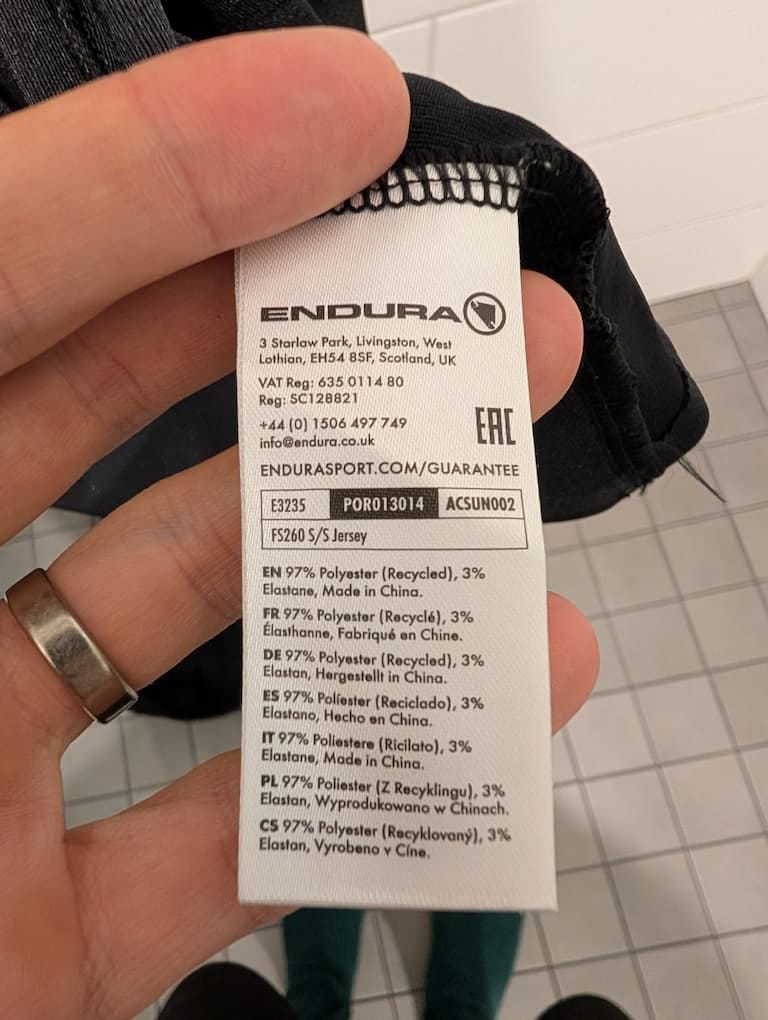 ENDURA
3 Starlaw Park, Livingston, West
Lothian, EH54 8SF, Scotland, UK
VAT Reg: 635 0114 80
Reg: SC128821
+44 (0) 1506 497 749
info@endura.co.uk
EAC
ENDURASPORT.COM/GUARANTEE
E3235 POR013014 ACSUN002
FS260 S/S Jersey
EN 97% Polyester (Recycled), 3%
Elastane, Made in China.
FR 97% Polyester (Recyclé), 3%
Élasthanne, Fabriqué en Chine.
DE 97% Polyester (Recycled), 3%
Elastan, Hergestellt in China.
ES 97% Políester (Reciclado), 3%
Elastano, Hecho en China.
IT 97% Poliestere (Ricilato), 3%
Elastane, Made in China.
PL 97% Poliester (Z Recyklingu), 3%
Elastan, Wyprodukowano w Chinach.
CS 97% Polyester (Recyklovaný), 3%
Elastan, Vyrobeno v Cíne.